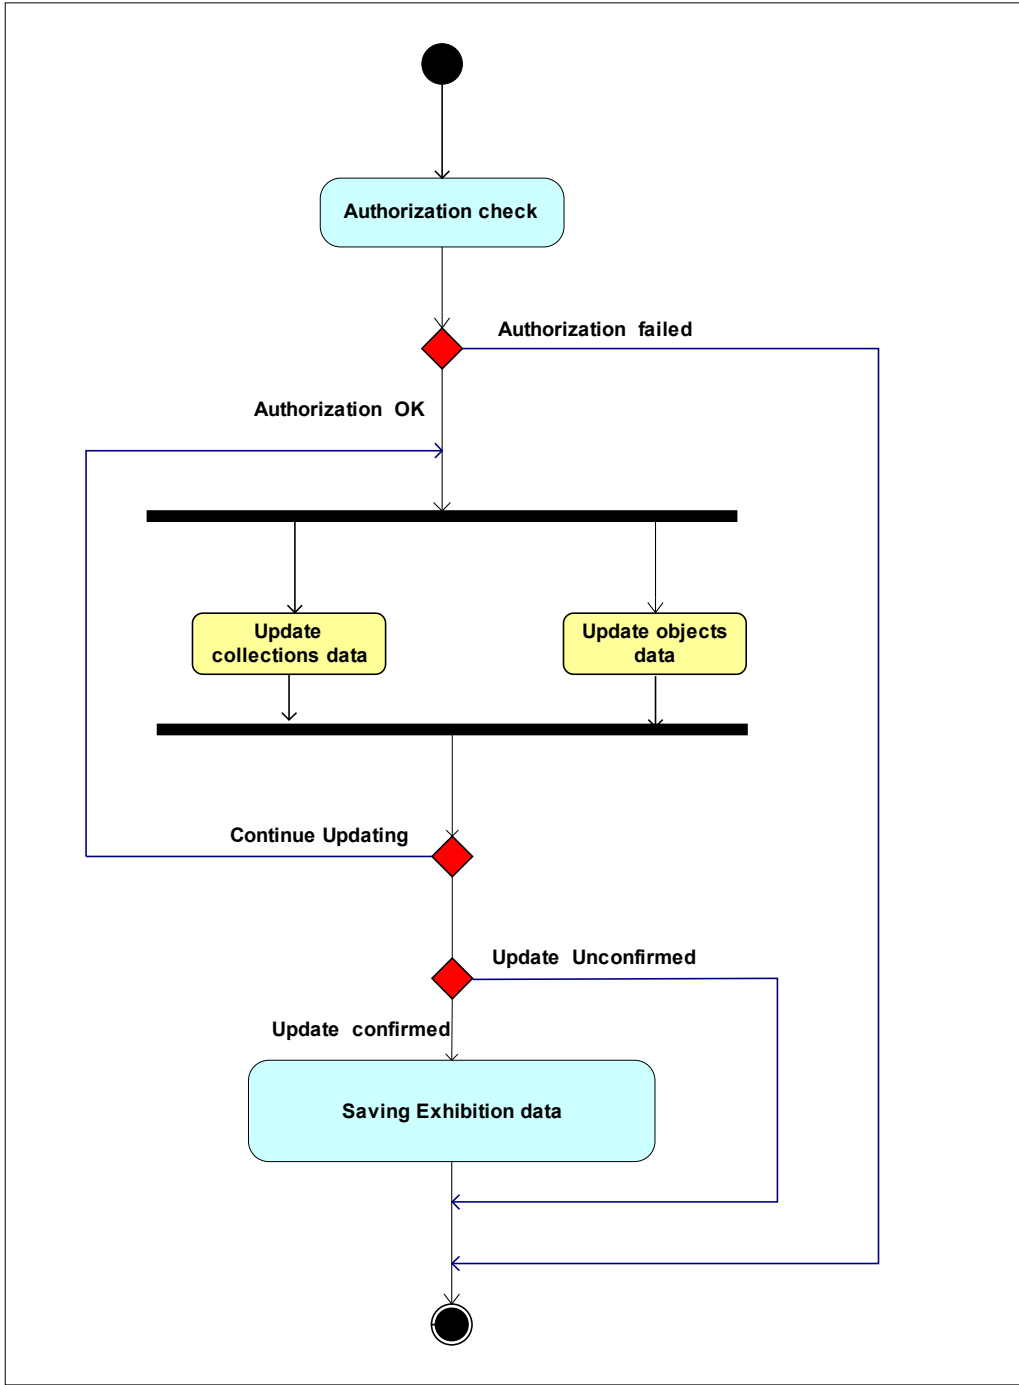 Authorization check
Authorization failed
Authorization OK
Update
collections data
Update objects
data
Continue Updating
Update Unconfirmed
Update confirmed
Saving Exhibition data